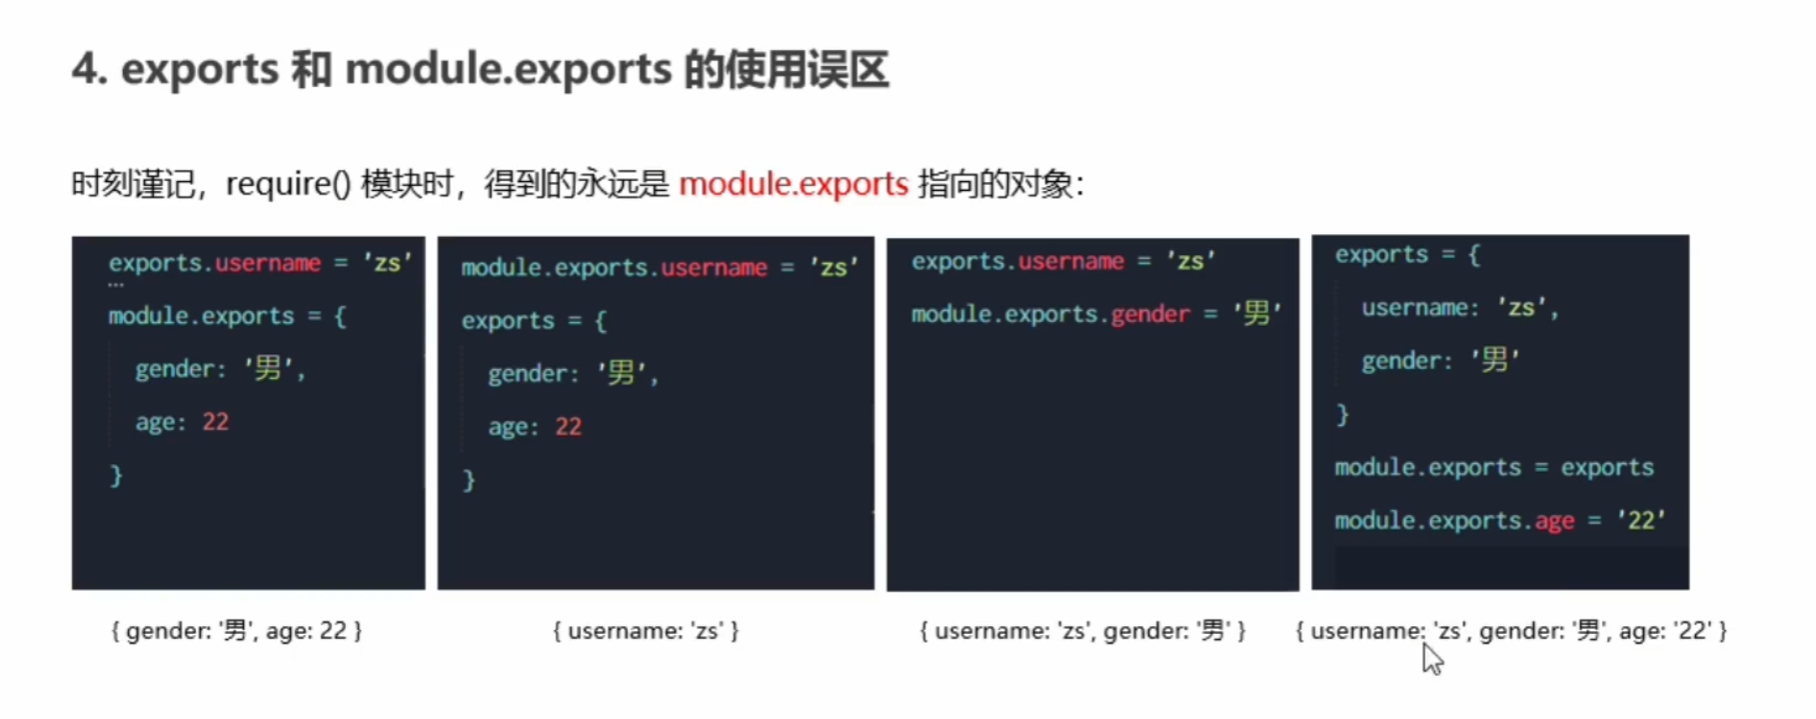 4. exports 和 module.exports 的使用误区
时刻谨记，require() 模块时，得到的永远是 module.exports 指向的对象：
exports.username = 'zs'
module.exports = {
gender: '男',
age: 22
}
module.exports.username = 'zs'
exports = {
gender: '男',
age: 22
}
exports.username = 'zs'
module.exports.gender = '男'
exports = {
username: 'zs',
gender: '男'
}
module.exports = exports
module.exports.age = '22'
{ gender: '男', age: 22 }
{ username: 'zs' }
{ username: 'zs', gender: '男' }
{ username: 'zs', gender: '男', age: '22' }